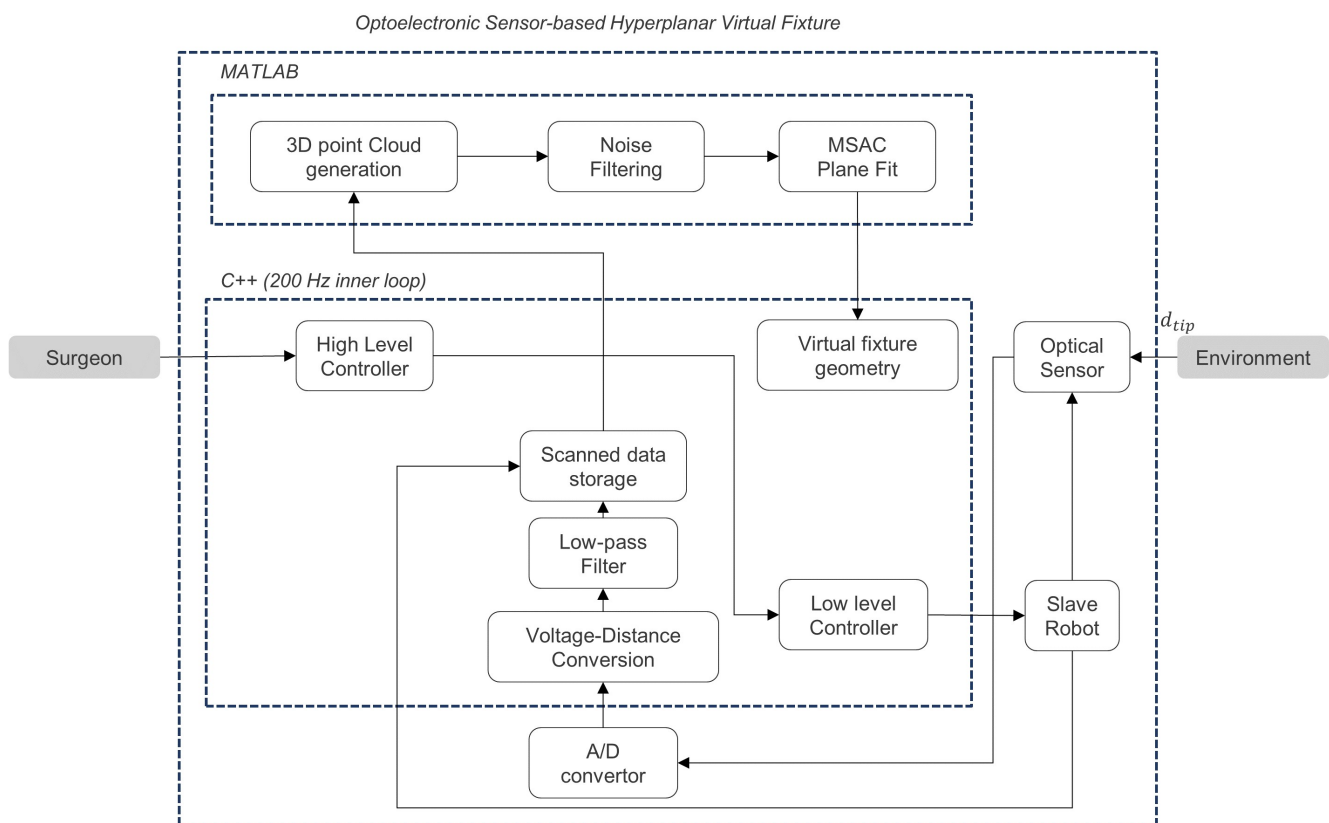 Optoelectronic Sensor-based Hyperplanar Virtual Fixture
MATLAB
3D point Cloud
generation
Noise
Filtering
MSAC
Plane Fit
C++ (200 Hz inner loop)
Surgeon
High Level
Controller
Virtual fixture
geometry
Optical
Sensor
d_tip
Environment
Scanned data
storage
Low-pass
Filter
Voltage-Distance
Conversion
Low level
Controller
Slave
Robot
A/D
convertor